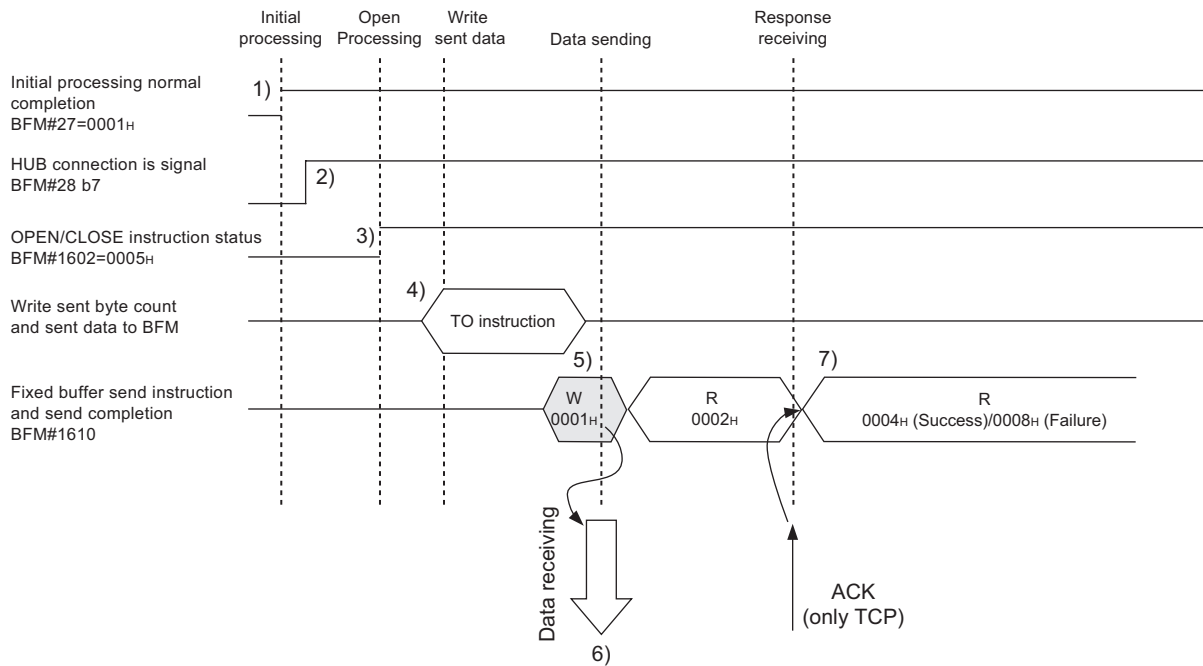 Initial
processing
Open
Processing
Write
sent data
Data sending
Response
receiving
Initial processing normal
completion
BFM#27=0001H
1)
HUB connection is signal
BFM#28 b7
2)
OPEN/CLOSE instruction status
BFM#1602=0005H
3)
Write sent byte count
and sent data to BFM
4)
TO instruction
Fixed buffer send instruction
and send completion
BFM#1610
5)
W
0001H
R
0002H
7)
R
0004H (Success)/0008H (Failure)
Data receiving
6)
ACK
(only TCP)